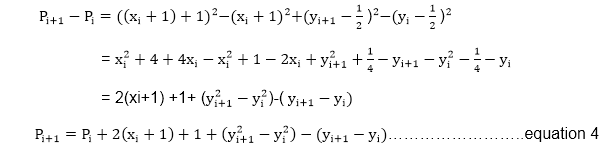 Pᵢ₊₁ − Pᵢ = ((xᵢ + 1) + 1)²−(xᵢ + 1)²+(yᵢ₊₁ − 1/2)²−(yᵢ − 1/2)²
= xᵢ² + 4 + 4xᵢ − xᵢ² + 1 − 2xᵢ + yᵢ₊₁² + 1/4 − yᵢ₊₁ − yᵢ² − 1/4 − yᵢ
= 2(xi+1) +1+ (yᵢ₊₁² − yᵢ²)-( yᵢ₊₁ − yᵢ)
Pᵢ₊₁ = Pᵢ + 2(xᵢ + 1) + 1 + (yᵢ₊₁² − yᵢ²) − (yᵢ₊₁ − yᵢ)……………………..equation 4